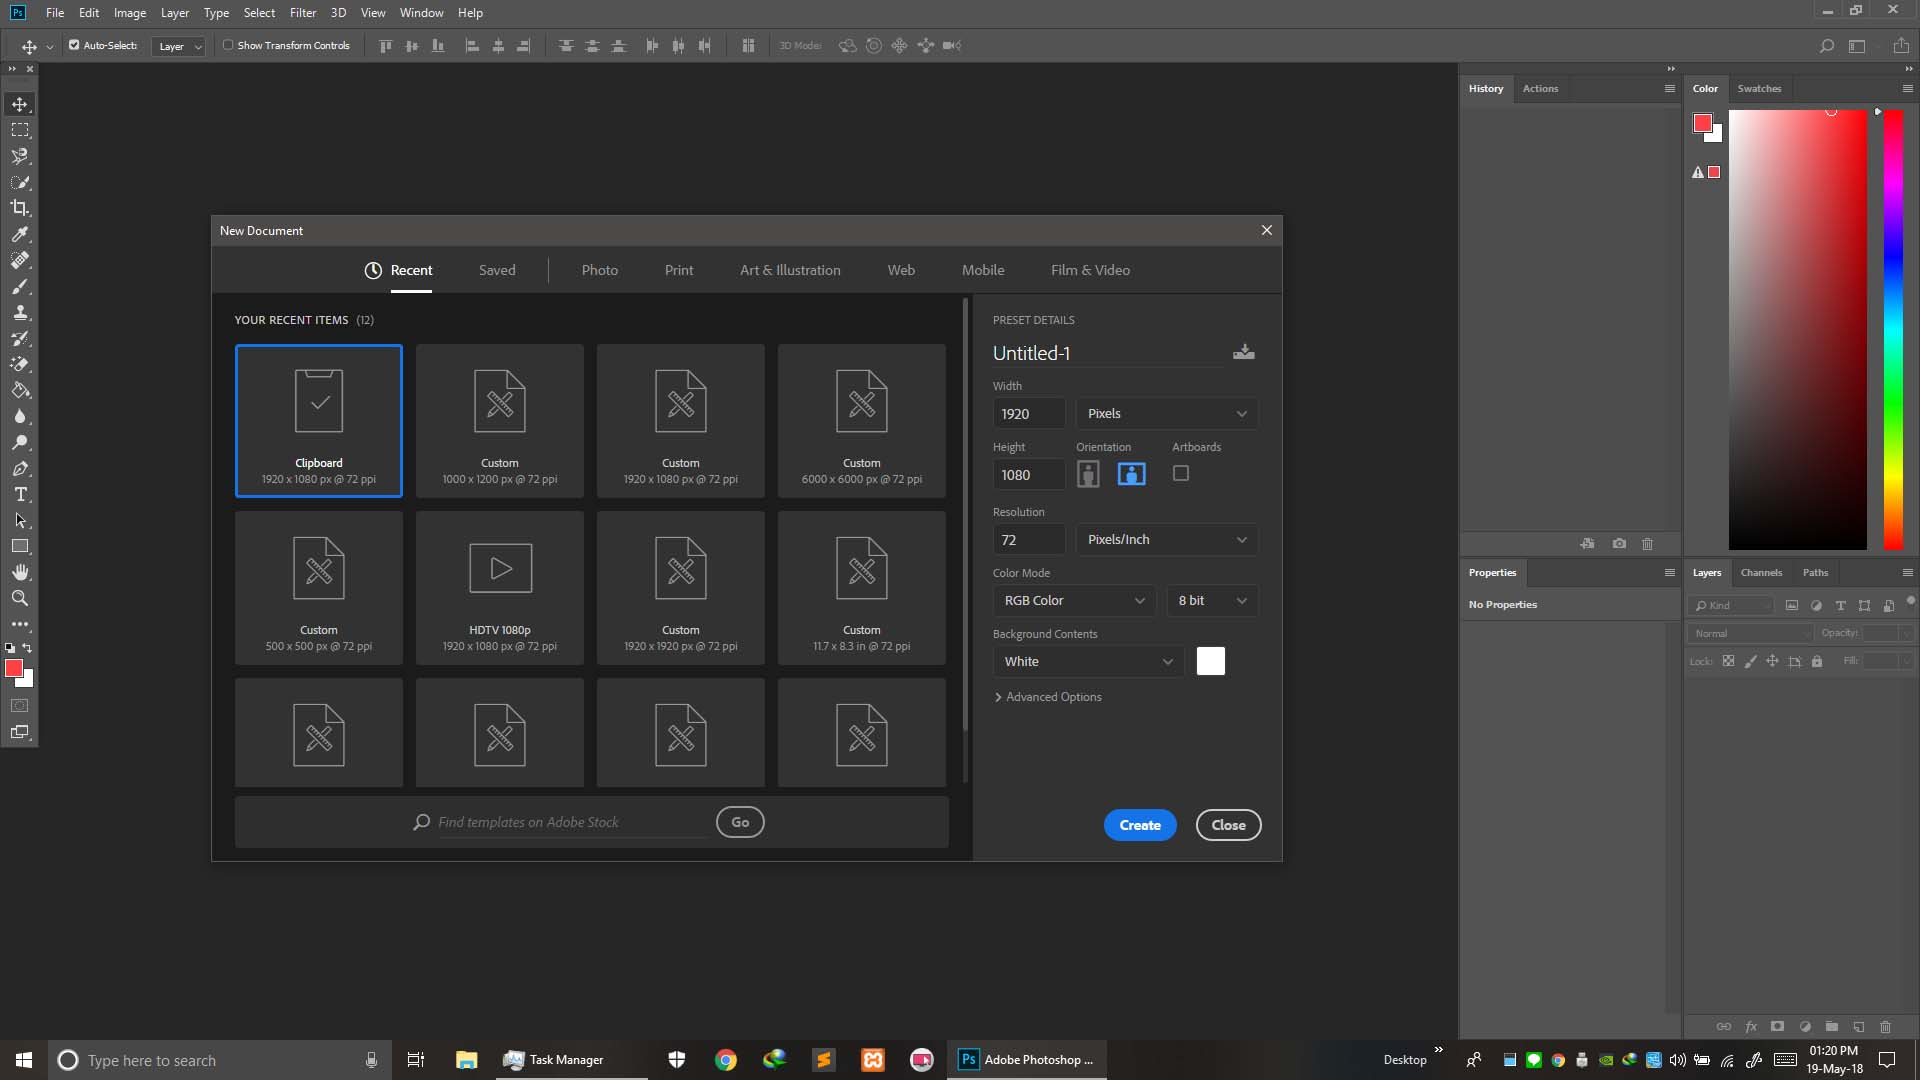 Ps File Edit Image Layer Type Select Filter 3D View Window Help
Auto-Select: Layer Show Transform Controls 3D Mode:
History Actions
Color Swatches
New Document
Recent Saved Photo Print Art & Illustration Web Mobile Film & Video
YOUR RECENT ITEMS (12)
Clipboard
1920 x 1080 px @ 72 ppi
Custom
1000 x 1200 px @ 72 ppi
Custom
1920 x 1080 px @ 72 ppi
Custom
6000 x 6000 px @ 72 ppi
Custom
500 x 500 px @ 72 ppi
HDTV 1080p
1920 x 1080 px @ 72 ppi
Custom
1920 x 1920 px @ 72 ppi
Custom
11.7 x 8.3 in @ 72 ppi
Find templates on Adobe Stock Go
PRESET DETAILS
Untitled-1
Width
1920 Pixels
Height Orientation Artboards
1080
Resolution
72 Pixels/Inch
Color Mode
RGB Color 8 bit
Background Contents
White
Advanced Options
Create Close
Properties
No Properties
Layers Channels Paths
Kind
Normal Opacity:
Lock: Fill:
fx
Type here to search
Task Manager
Ps Adobe Photoshop ...
Desktop
01:20 PM
19-May-18